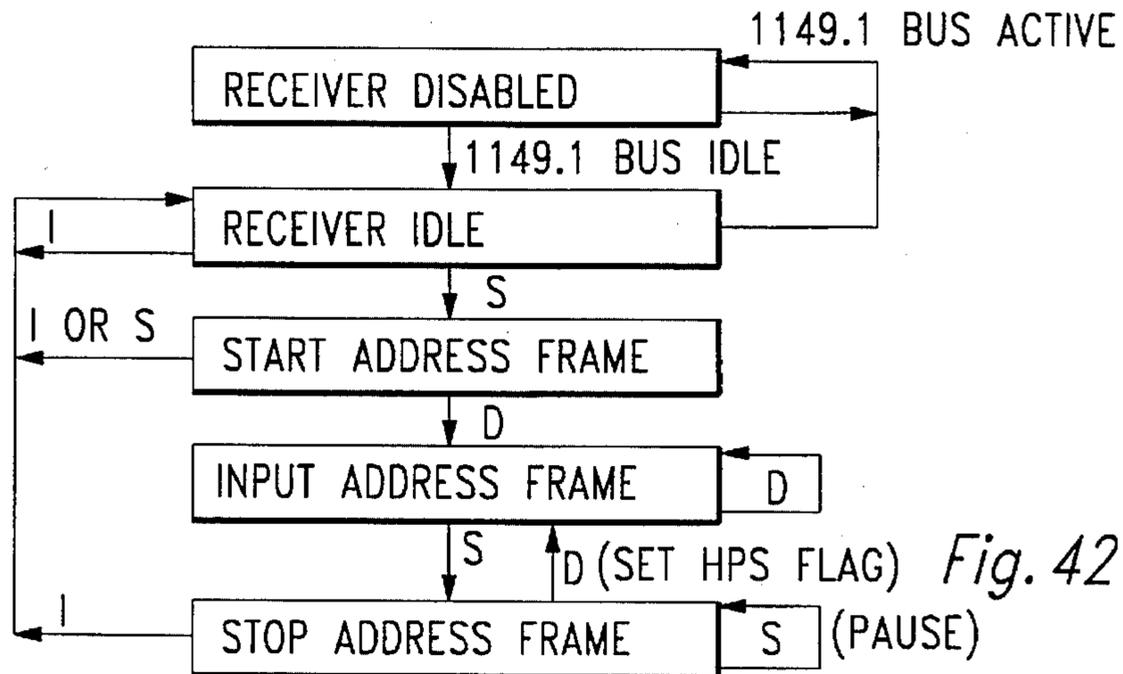 1149.1 BUS ACTIVE
RECEIVER DISABLED
1149.1 BUS IDLE
I
RECEIVER IDLE
S
I OR S
START ADDRESS FRAME
D
INPUT ADDRESS FRAME
D
S
D (SET HPS FLAG)
Fig. 42
I
STOP ADDRESS FRAME
S
(PAUSE)